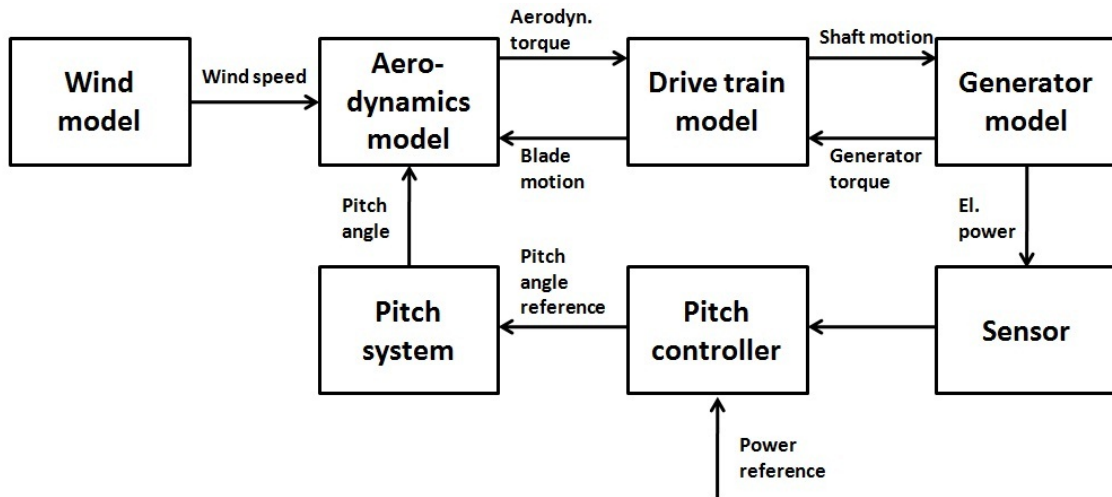 Wind
model
Wind speed
Aero-
dynamics
model
Aerodyn.
torque
Blade
motion
Drive train
model
Shaft motion
Generator
torque
Generator
model
Pitch
angle
El.
power
Pitch
system
Pitch
angle
reference
Pitch
controller
Sensor
Power
reference